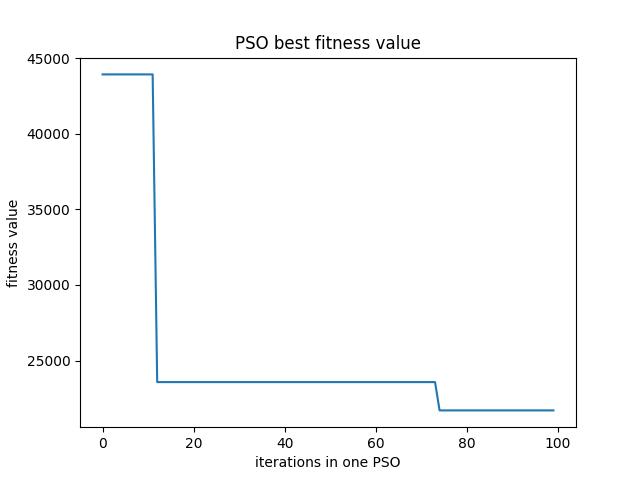 PSO best fitness value
45000
40000
35000
30000
25000
fitness value
0 20 40 60 80 100
iterations in one PSO